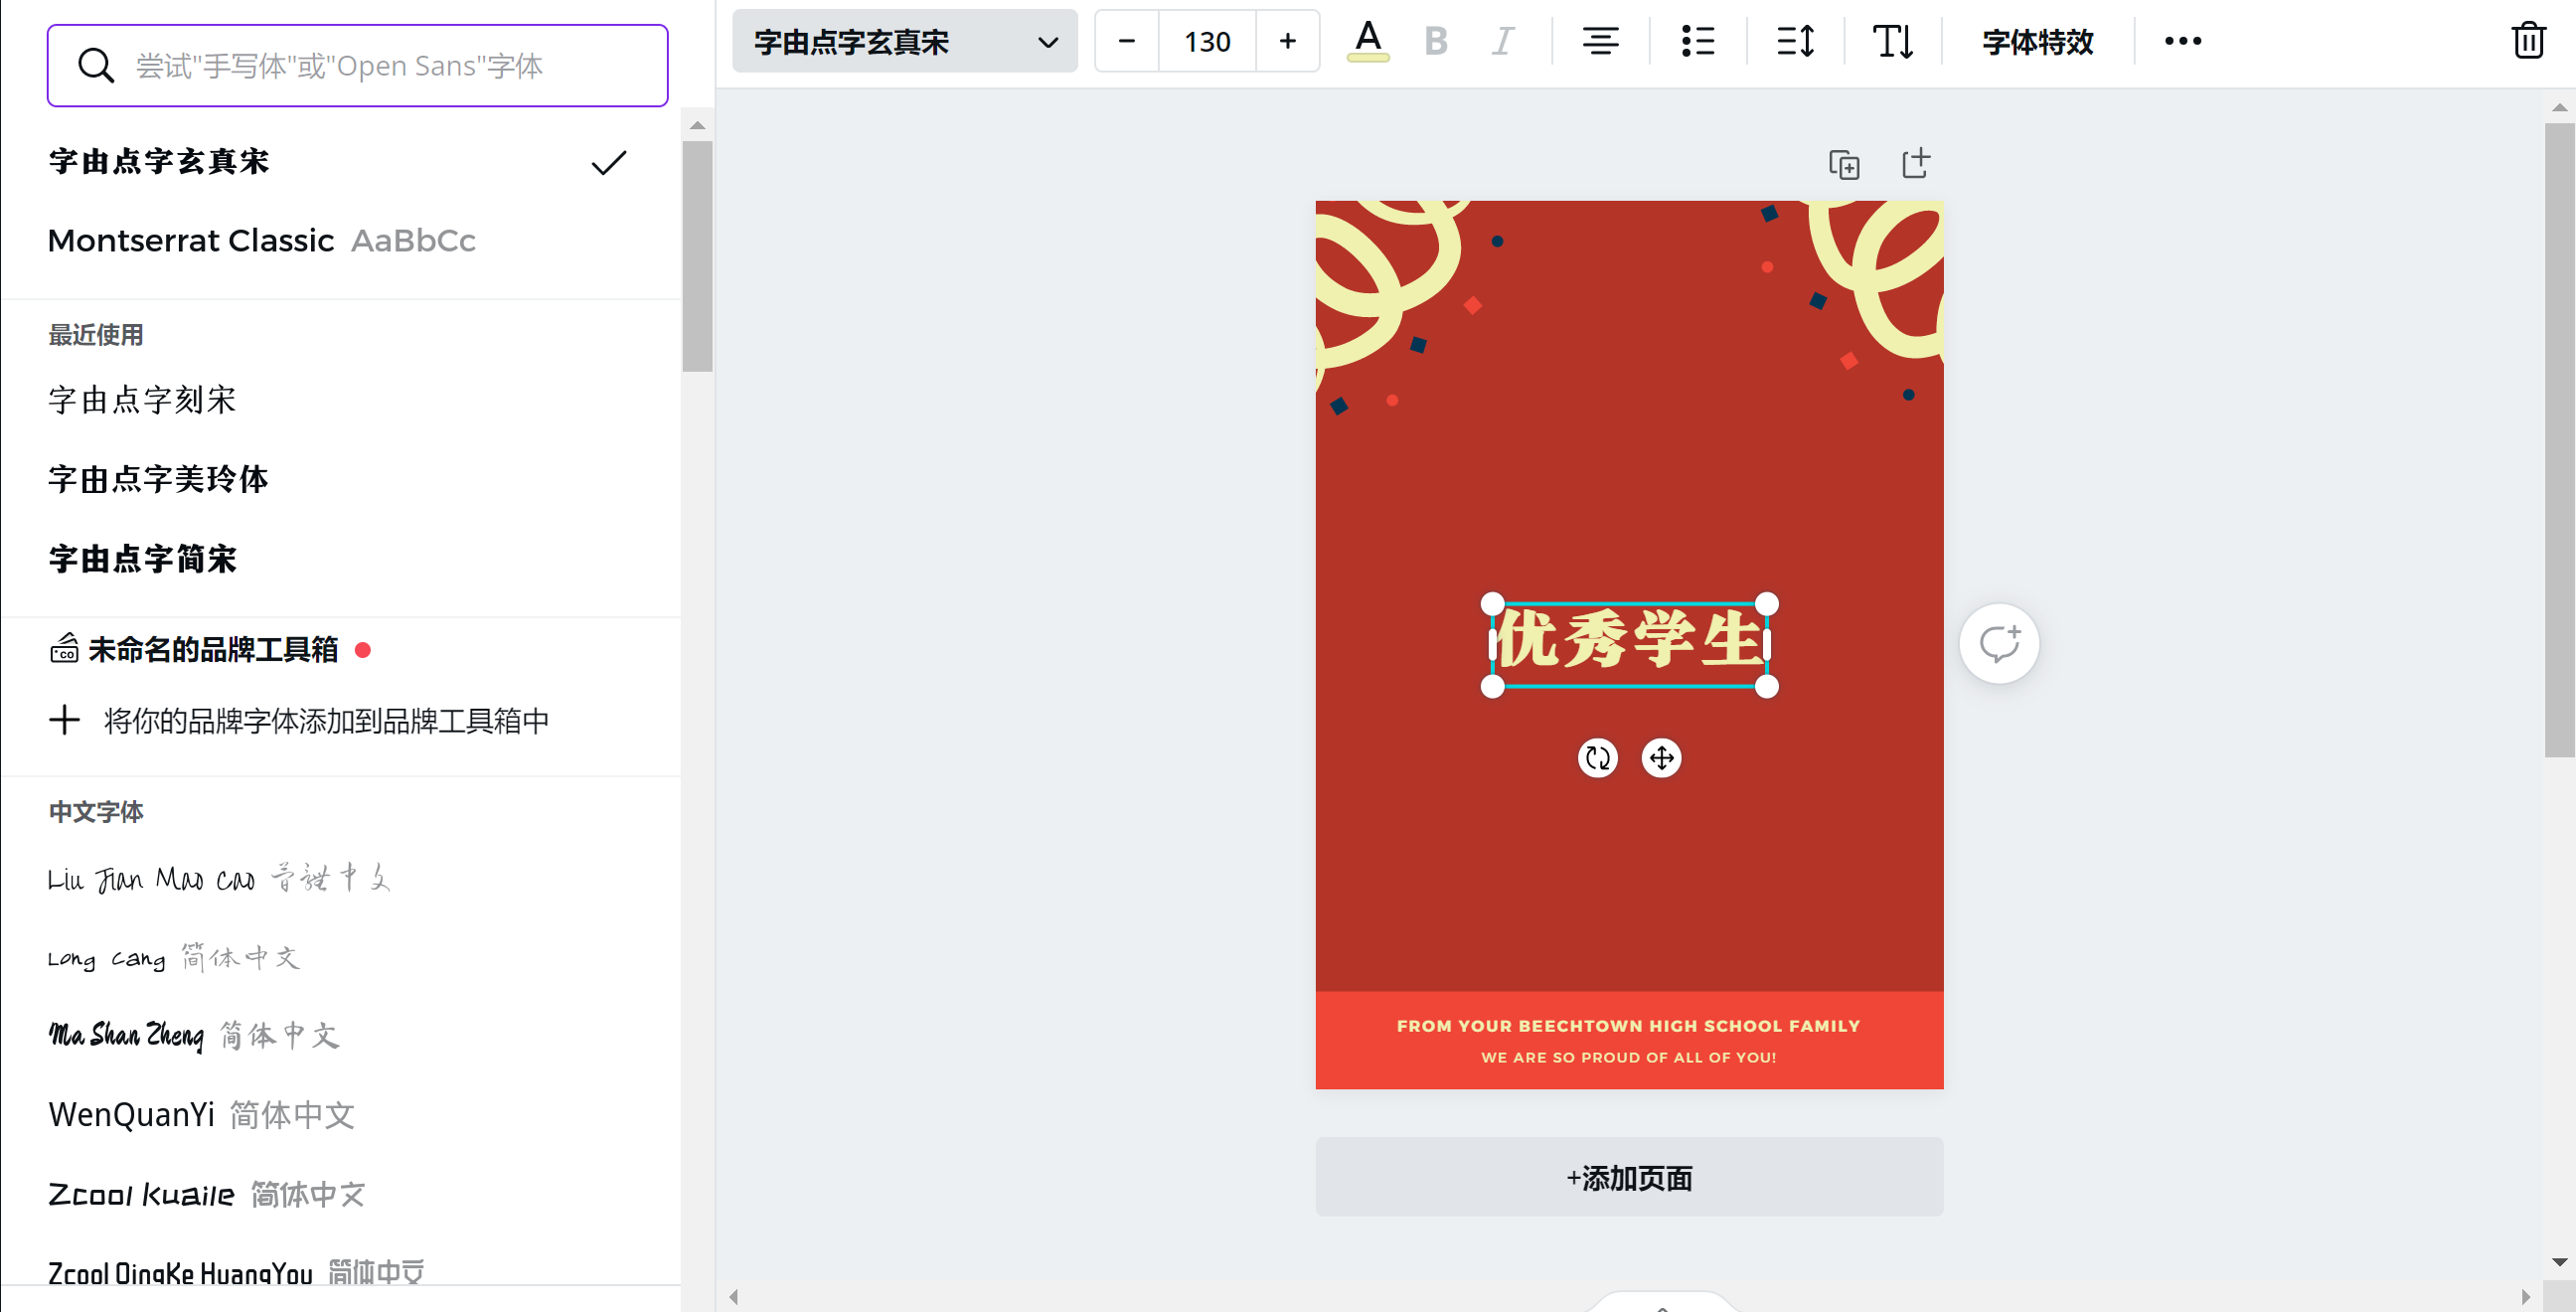 尝试"手写体"或"Open Sans"字体
字由点字玄真宋
Montserrat Classic AaBbCc
最近使用
字由点字刻宋
字由点字美玲体
字由点字简宋
CO 未命名的品牌工具箱
将你的品牌字体添加到品牌工具箱中
中文字体
Liu Jian Mao Cao 中文
Long Cang 简体中文
Ma Shan Zheng 简体中文
WenQuanYi 简体中文
Zcool Kuaile 简体中文
Zcool QingKe HuangYou 简体中文
字由点字玄真宋 − 130 + A B I 字体特效
优秀学生
FROM YOUR BEECHTOWN HIGH SCHOOL FAMILY
WE ARE SO PROUD OF ALL OF YOU!
+添加页面